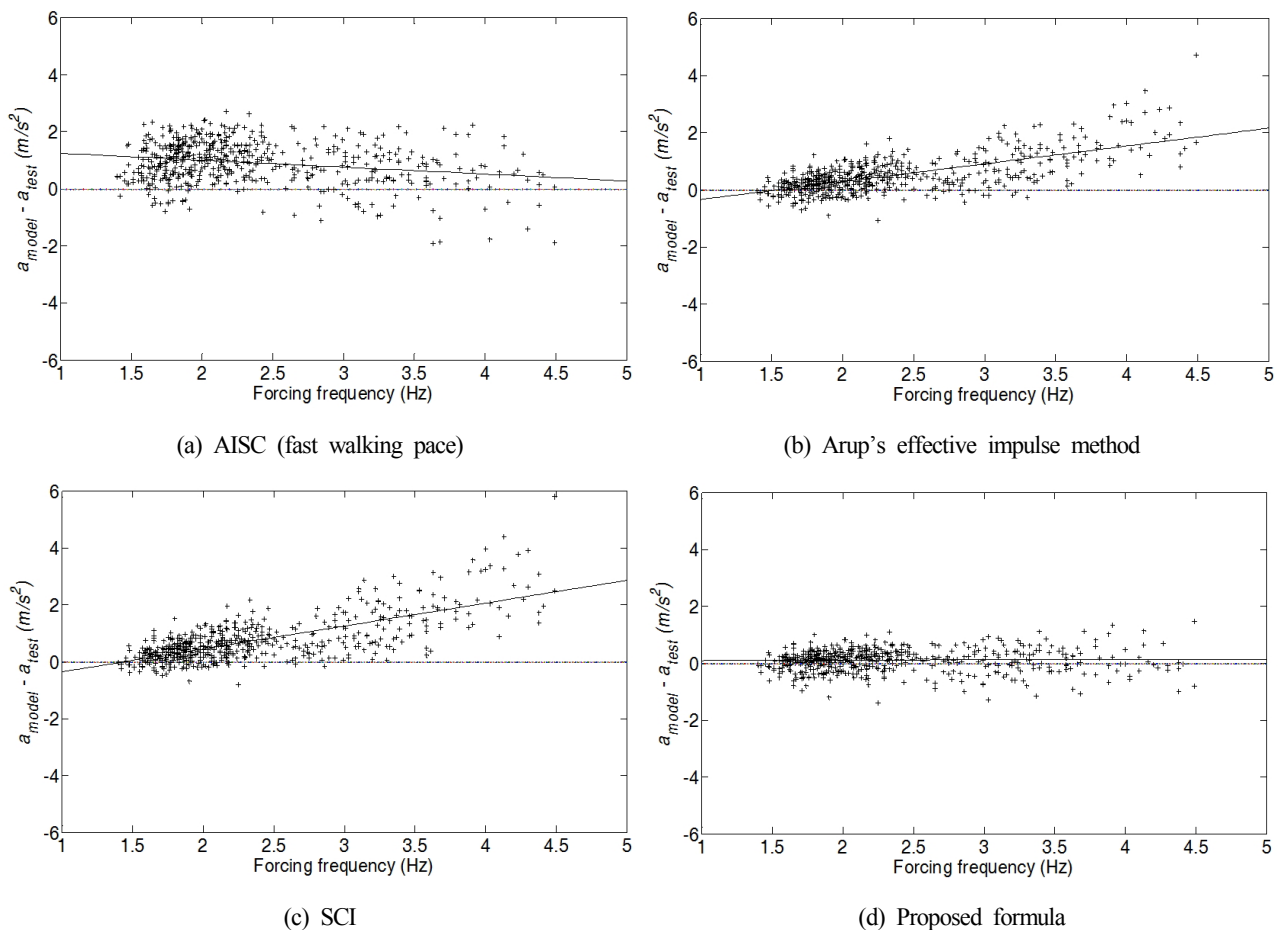 6
4
2
0
-2
-4
-6
a_model - a_test (m/s²)
1 1.5 2 2.5 3 3.5 4 4.5 5
Forcing frequency (Hz)
(a) AISC (fast walking pace)
6
4
2
0
-2
-4
-6
a_model - a_test (m/s²)
1 1.5 2 2.5 3 3.5 4 4.5 5
Forcing frequency (Hz)
(b) Arup's effective impulse method
6
4
2
0
-2
-4
-6
a_model - a_test (m/s²)
1 1.5 2 2.5 3 3.5 4 4.5 5
Forcing frequency (Hz)
(c) SCI
6
4
2
0
-2
-4
-6
a_model - a_test (m/s²)
1 1.5 2 2.5 3 3.5 4 4.5 5
Forcing frequency (Hz)
(d) Proposed formula